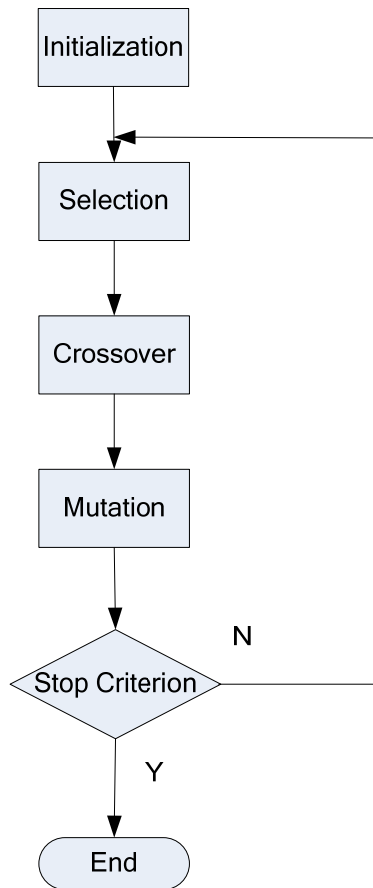 Initialization
Selection
Crossover
Mutation
N
Stop Criterion
Y
End